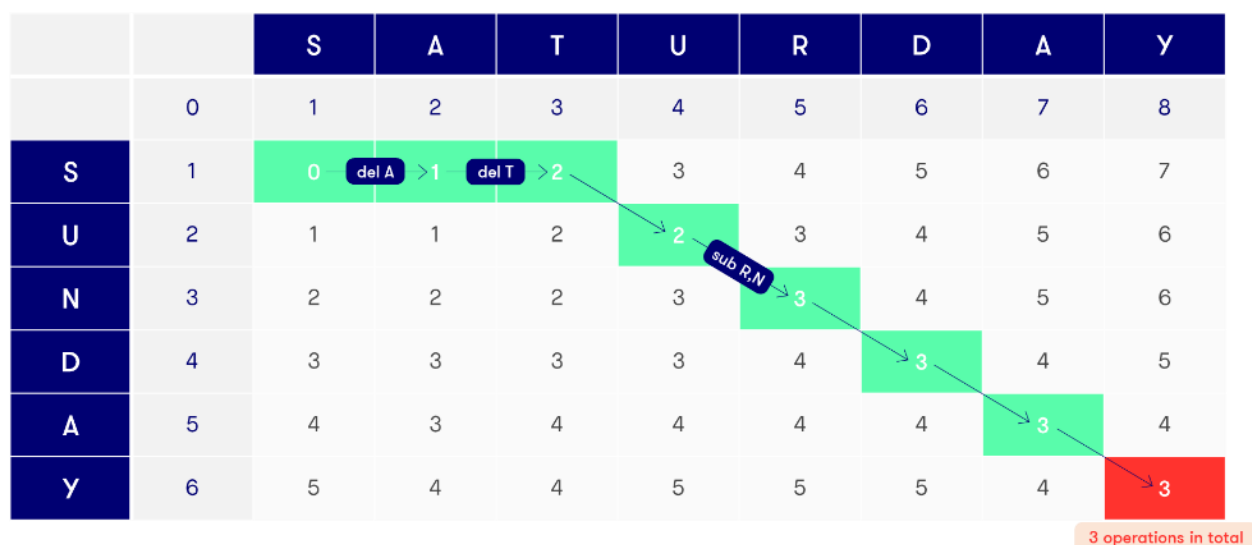 S A T U R D A Y
0 1 2 3 4 5 6 7 8
S 1 0 del A 1 del T 2 3 4 5 6 7
U 2 1 1 2 2 3 4 5 6
sub R,N
N 3 2 2 2 3 3 4 5 6
D 4 3 3 3 3 4 3 4 5
A 5 4 3 4 4 4 4 3 4
Y 6 5 4 4 5 5 5 4 3
3 operations in total